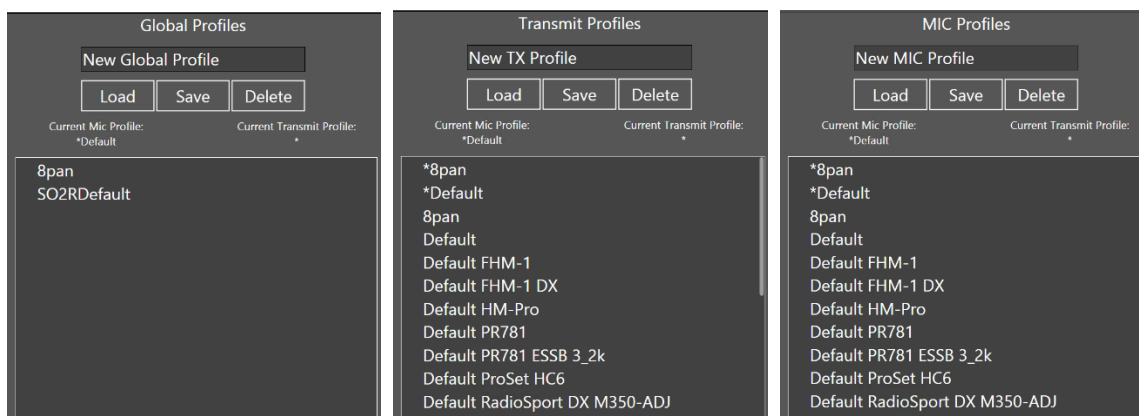 Global Profiles
New Global Profile
Load Save Delete
Current Mic Profile: Current Transmit Profile:
*Default *
8pan
SO2RDefault
Transmit Profiles
New TX Profile
Load Save Delete
Current Mic Profile: Current Transmit Profile:
*Default *
*8pan
*Default
8pan
Default
Default FHM-1
Default FHM-1 DX
Default HM-Pro
Default PR781
Default PR781 ESSB 3_2k
Default ProSet HC6
Default RadioSport DX M350-ADJ
MIC Profiles
New MIC Profile
Load Save Delete
Current Mic Profile: Current Transmit Profile:
*Default *
*8pan
*Default
8pan
Default
Default FHM-1
Default FHM-1 DX
Default HM-Pro
Default PR781
Default PR781 ESSB 3_2k
Default ProSet HC6
Default RadioSport DX M350-ADJ